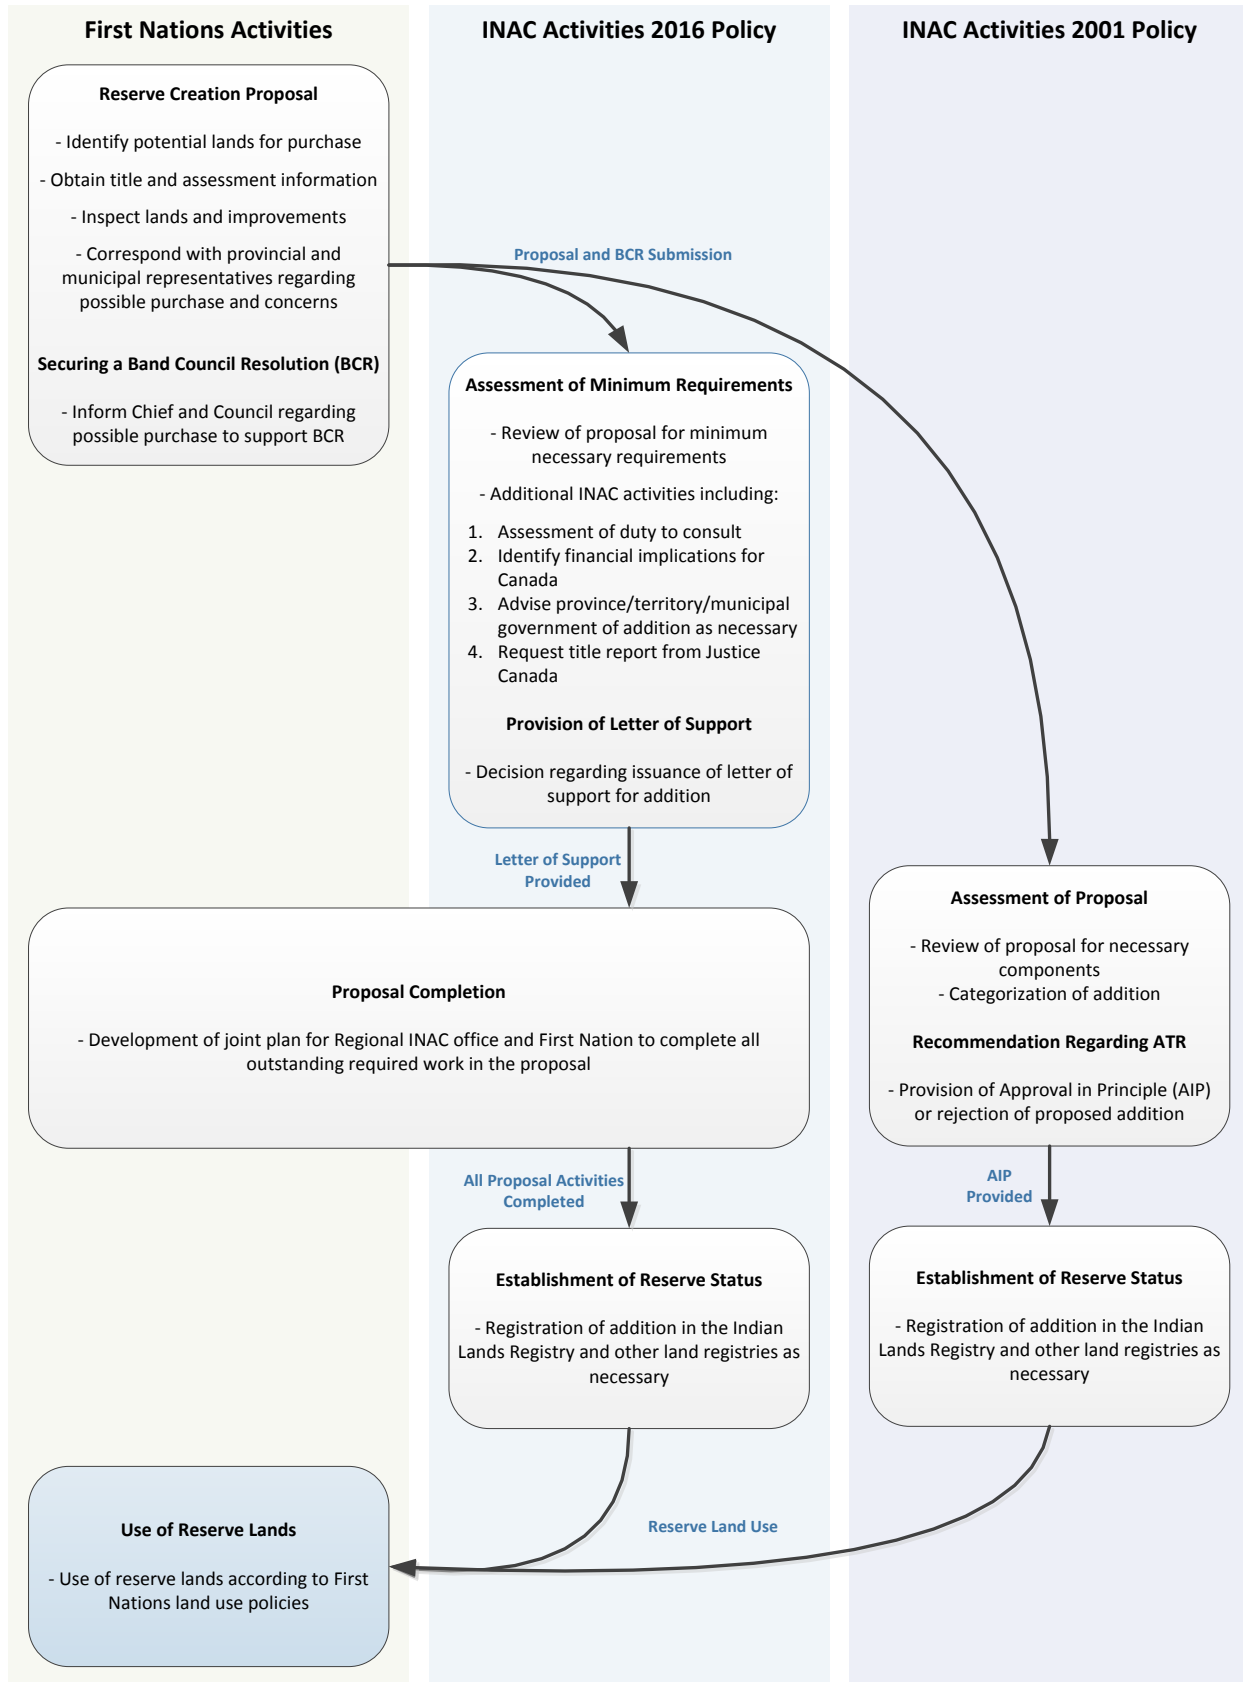 First Nations Activities
INAC Activities 2016 Policy
INAC Activities 2001 Policy
Reserve Creation Proposal
- Identify potential lands for purchase
- Obtain title and assessment information
- Inspect lands and improvements
- Correspond with provincial and
municipal representatives regarding
possible purchase and concerns
Securing a Band Council Resolution (BCR)
- Inform Chief and Council regarding
possible purchase to support BCR
Proposal and BCR Submission
Assessment of Minimum Requirements
- Review of proposal for minimum
necessary requirements
- Additional INAC activities including:
1. Assessment of duty to consult
2. Identify financial implications for
Canada
3. Advise province/territory/municipal
government of addition as necessary
4. Request title report from Justice
Canada
Provision of Letter of Support
- Decision regarding issuance of letter of
support for addition
Letter of Support
Provided
Assessment of Proposal
- Review of proposal for necessary
components
- Categorization of addition
Recommendation Regarding ATR
- Provision of Approval in Principle (AIP)
or rejection of proposed addition
Proposal Completion
- Development of joint plan for Regional INAC office and First Nation to complete all
outstanding required work in the proposal
All Proposal Activities
Completed
AIP
Provided
Establishment of Reserve Status
- Registration of addition in the Indian
Lands Registry and other land registries as
necessary
Establishment of Reserve Status
- Registration of addition in the Indian
Lands Registry and other land registries as
necessary
Reserve Land Use
Use of Reserve Lands
- Use of reserve lands according to First
Nations land use policies